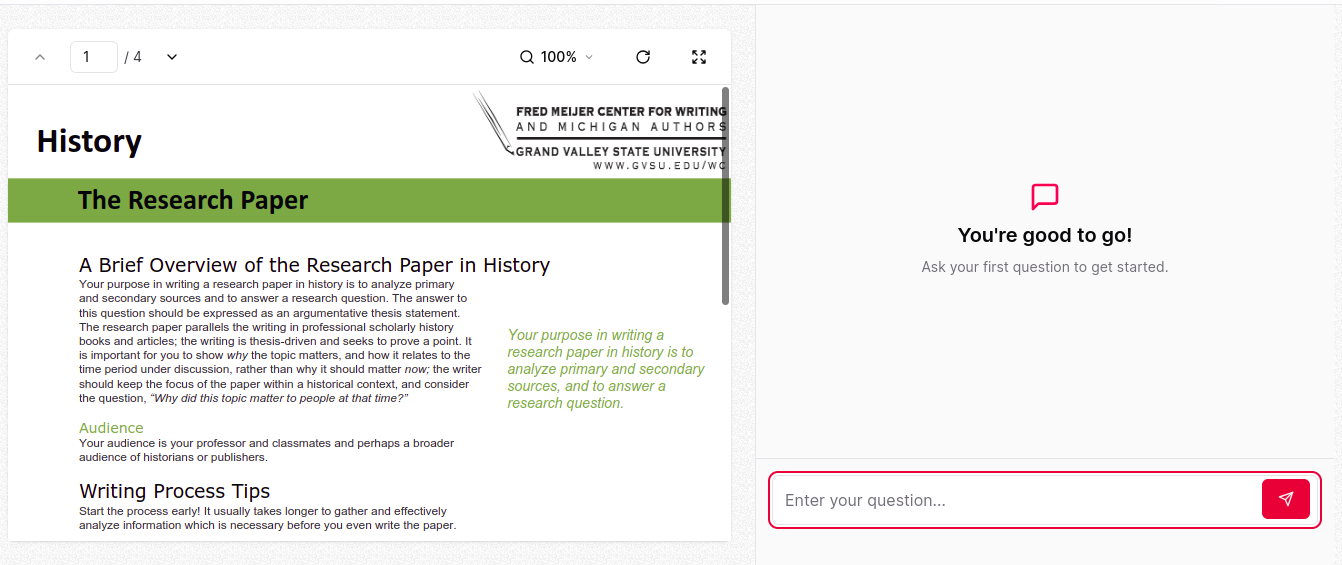 1 / 4
100%
History
FRED MEIJER CENTER FOR WRITING
AND MICHIGAN AUTHORS
GRAND VALLEY STATE UNIVERSITY
WWW.GVSU.EDU/WC
The Research Paper
A Brief Overview of the Research Paper in History
Your purpose in writing a research paper in history is to analyze primary
and secondary sources and to answer a research question. The answer to
this question should be expressed as an argumentative thesis statement.
The research paper parallels the writing in professional scholarly history
books and articles; the writing is thesis-driven and seeks to prove a point. It
is important for you to show why the topic matters, and how it relates to the
time period under discussion, rather than why it should matter now; the writer
should keep the focus of the paper within a historical context, and consider
the question, “Why did this topic matter to people at that time?”
Your purpose in writing a
research paper in history is to
analyze primary and secondary
sources, and to answer a
research question.
Audience
Your audience is your professor and classmates and perhaps a broader
audience of historians or publishers.
Writing Process Tips
Start the process early! It usually takes longer to gather and effectively
analyze information which is necessary before you even write the paper.
You're good to go!
Ask your first question to get started.
Enter your question...